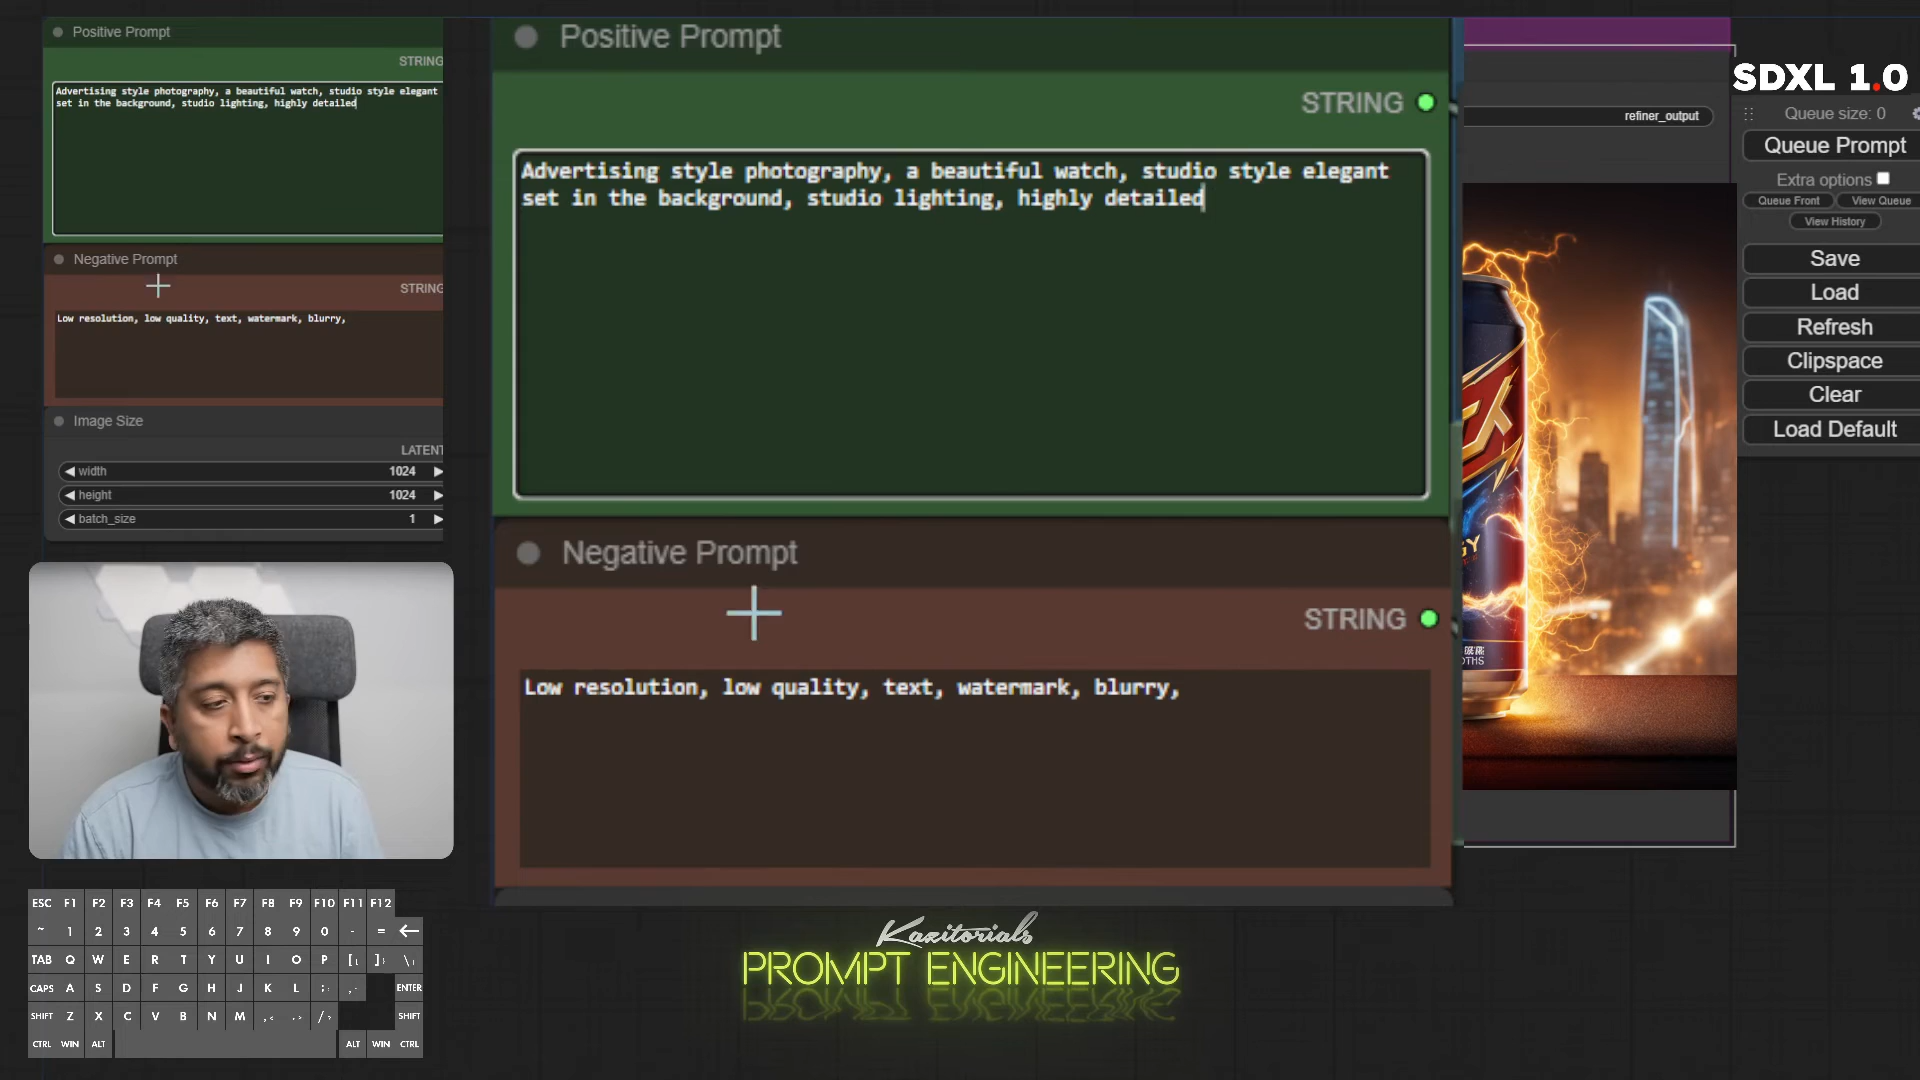 Positive Prompt
STRING
Advertising style photography, a beautiful watch, studio style elegant
set in the background, studio lighting, highly detailed
Negative Prompt
STRING
Low resolution, low quality, text, watermark, blurry,
Image Size
LATENT
width 1024
height 1024
batch_size 1
Positive Prompt
STRING
Advertising style photography, a beautiful watch, studio style elegant
set in the background, studio lighting, highly detailed
Negative Prompt
STRING
Low resolution, low quality, text, watermark, blurry,
refiner_output
SDXL 1.0
Queue size: 0
Queue Prompt
Extra options
Queue Front View Queue
View History
Save
Load
Refresh
Clipspace
Clear
Load Default
ESC F1 F2 F3 F4 F5 F6 F7 F8 F9 F10 F11 F12
~ 1 2 3 4 5 6 7 8 9 0 - =
TAB Q W E R T Y U I O P [{ ]} \|
CAPS A S D F G H J K L ;: ENTER
SHIFT Z X C V B N M ,< .> /? SHIFT
CTRL WIN ALT ALT WIN CTRL
Kazitorials
PROMPT ENGINEERING